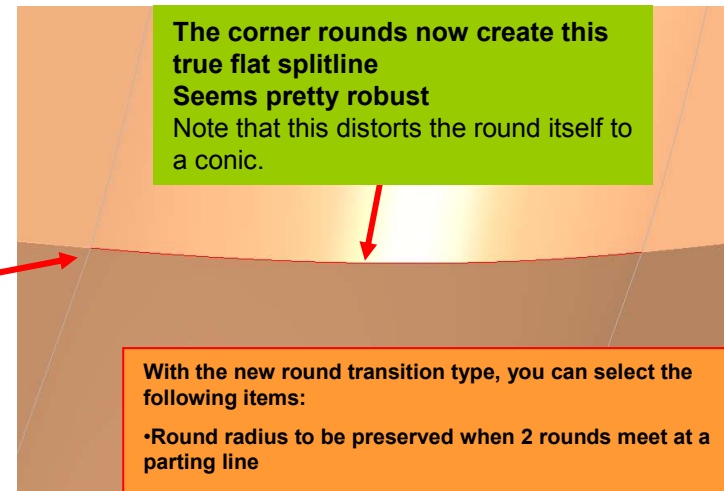 The corner rounds now create this
true flat splitline
Seems pretty robust
Note that this distorts the round itself to
a conic.
With the new round transition type, you can select the
following items:
•Round radius to be preserved when 2 rounds meet at a
parting line